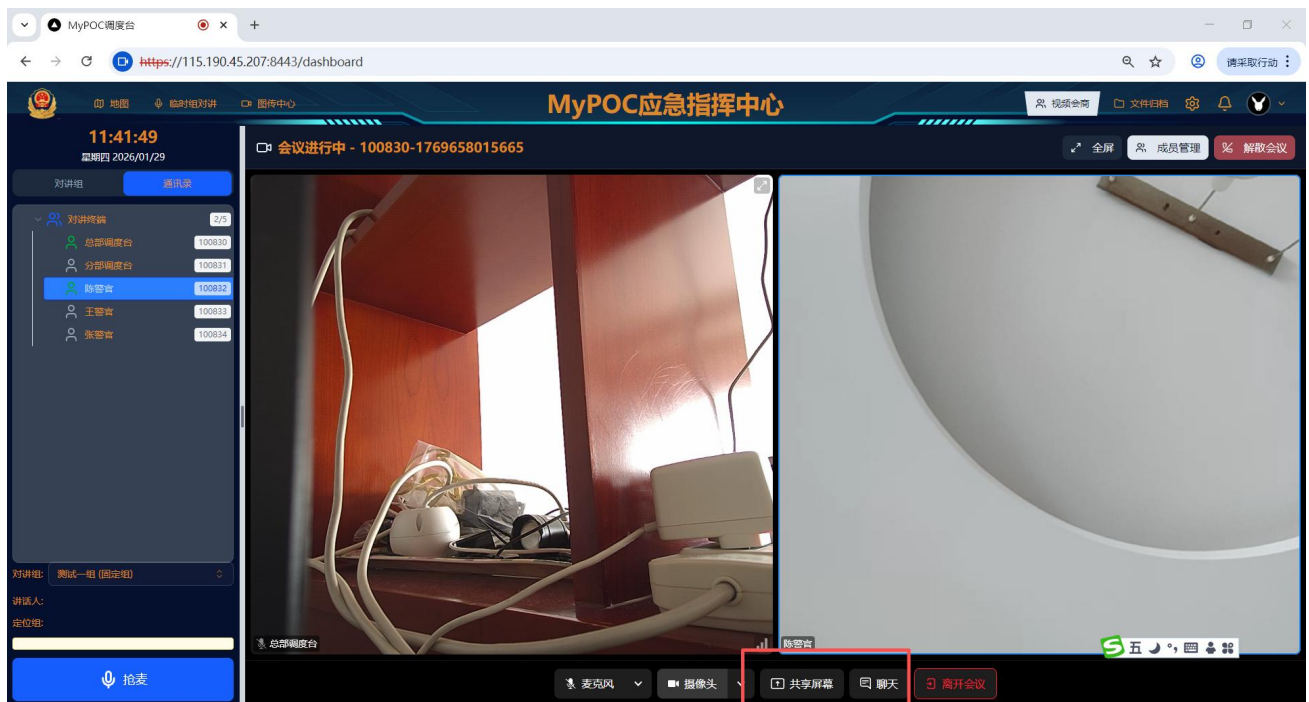 MyPOC调度台
https://115.190.45.207:8443/dashboard
请采取行动
地图 临时组对讲 图传中心
MyPOC应急指挥中心
视频会商 文件归档
11:41:49
星期四 2026/01/29
会议进行中 - 100830-1769658015665
全屏 成员管理 解散会议
对讲组 通讯录
对讲终端 2/5
总部调度台 100830
分部调度台 100831
陈警官 100832
王警官 100833
张警官 100834
对讲组: 测试一组 (固定组)
讲话人:
定位组:
总部调度台
陈警官
五
抢麦
麦克风 摄像头 共享屏幕 聊天 离开会议